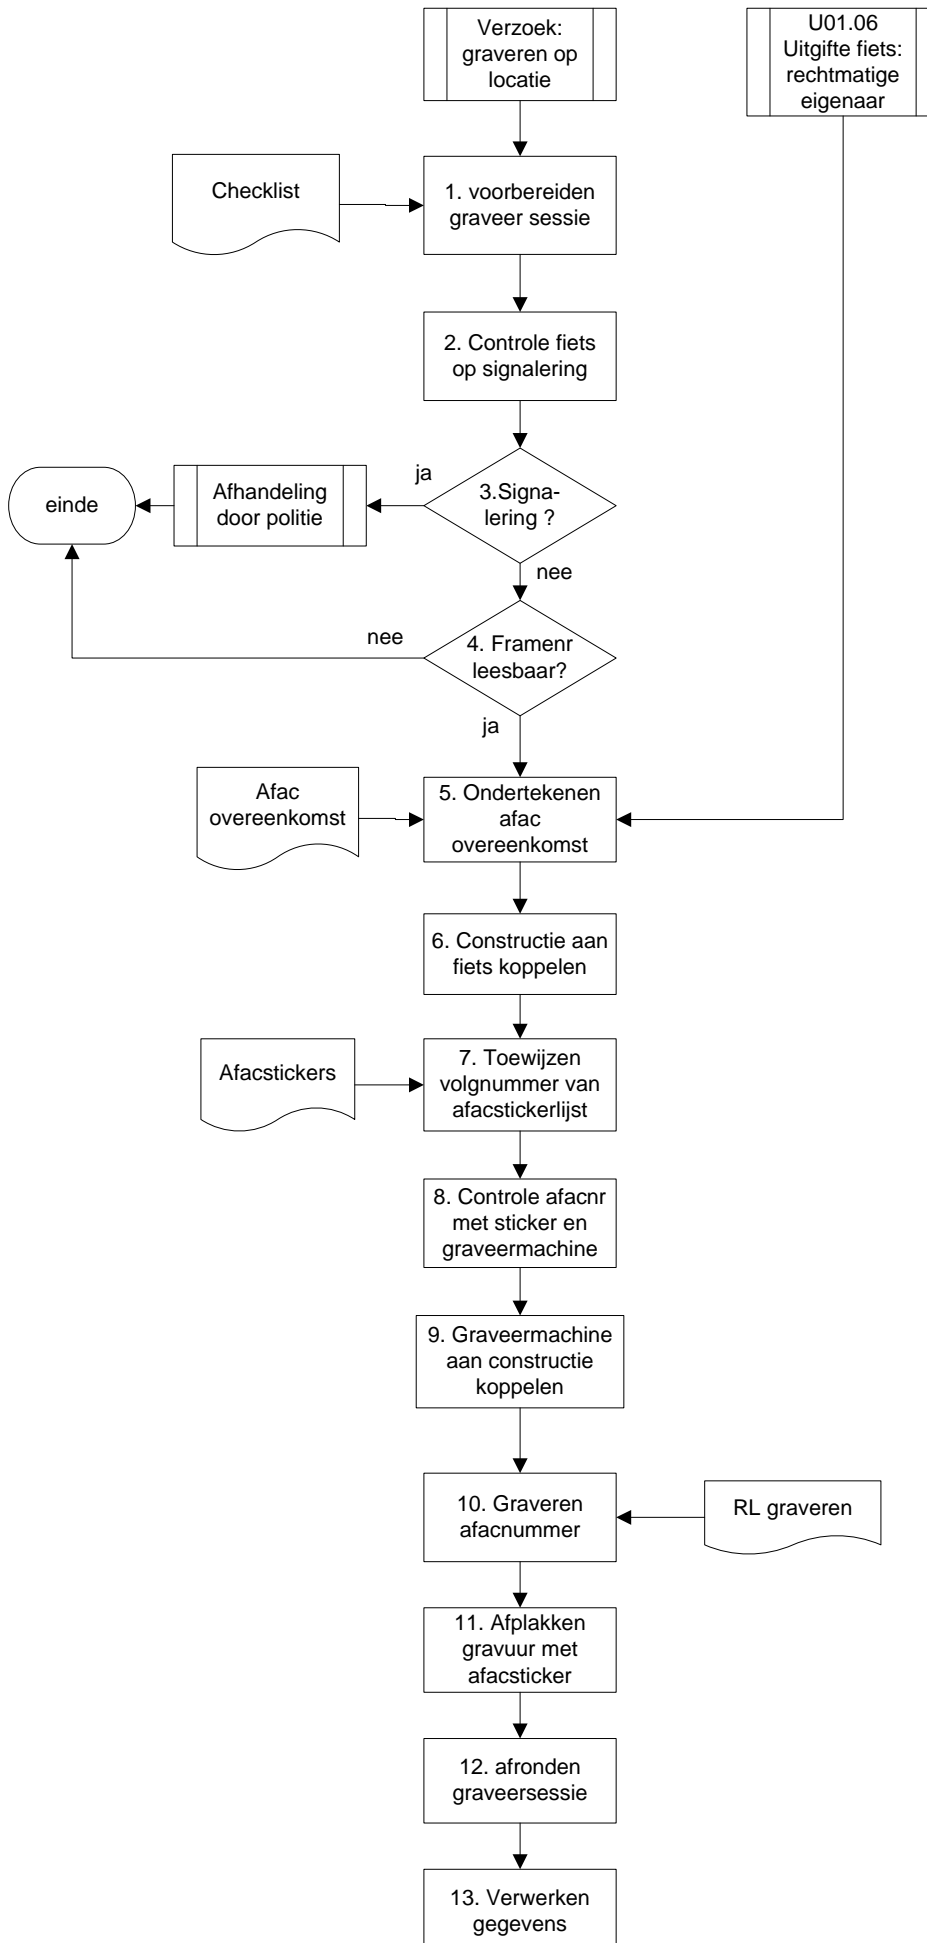 Verzoek:
graveren op
locatie
U01.06
Uitgifte fiets:
rechtmatige
eigenaar
Checklist
1. voorbereiden
graveer sessie
2. Controle fiets
op signalering
ja
3.Signa-
lering ?
Afhandeling
door politie
einde
nee
nee
4. Framenr
leesbaar?
ja
Afac
overeenkomst
5. Ondertekenen
afac
overeenkomst
6. Constructie aan
fiets koppelen
Afacstickers
7. Toewijzen
volgnummer van
afacstickerlijst
8. Controle afacnr
met sticker en
graveermachine
9. Graveermachine
aan constructie
koppelen
10. Graveren
afacnummer
RL graveren
11. Afplakken
gravuur met
afacsticker
12. afronden
graveersessie
13. Verwerken
gegevens